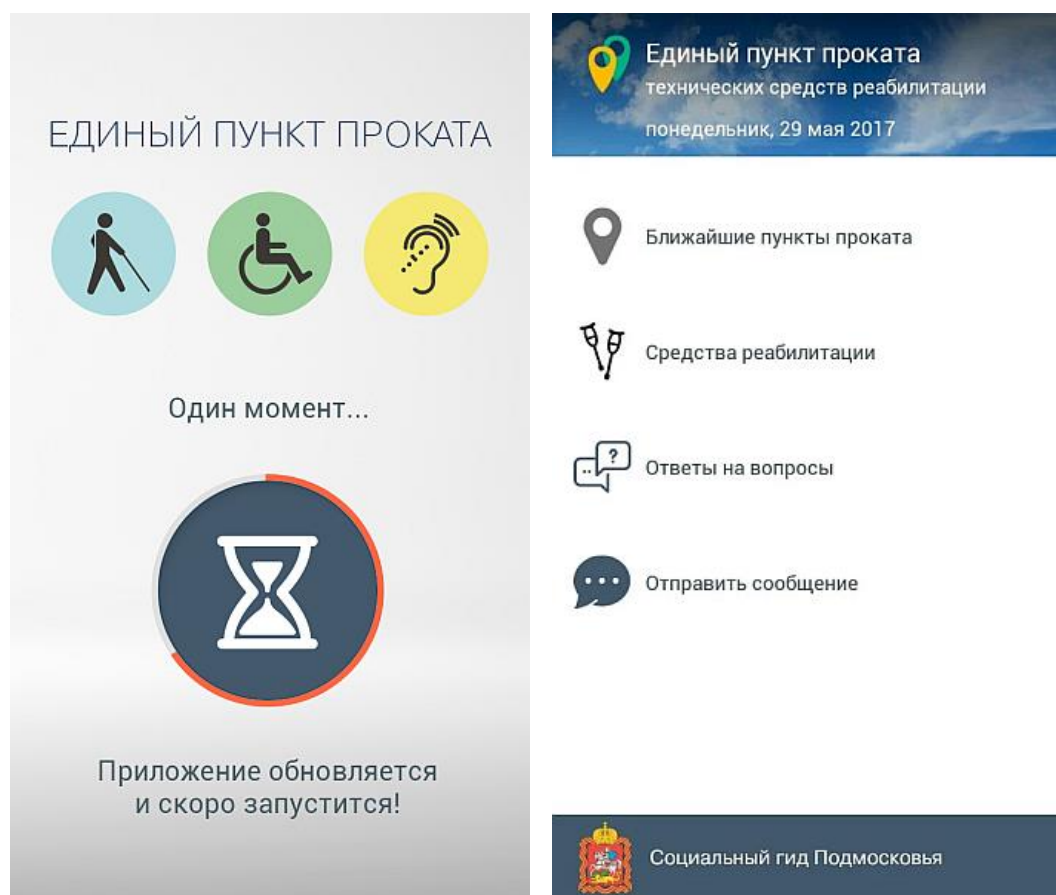 ЕДИНЫЙ ПУНКТ ПРОКАТА
Один момент...
Приложение обновляется
и скоро запустится!
Единый пункт проката
технических средств реабилитации
понедельник, 29 мая 2017
Ближайшие пункты проката
Средства реабилитации
?
Ответы на вопросы
Отправить сообщение
Социальный гид Подмосковья